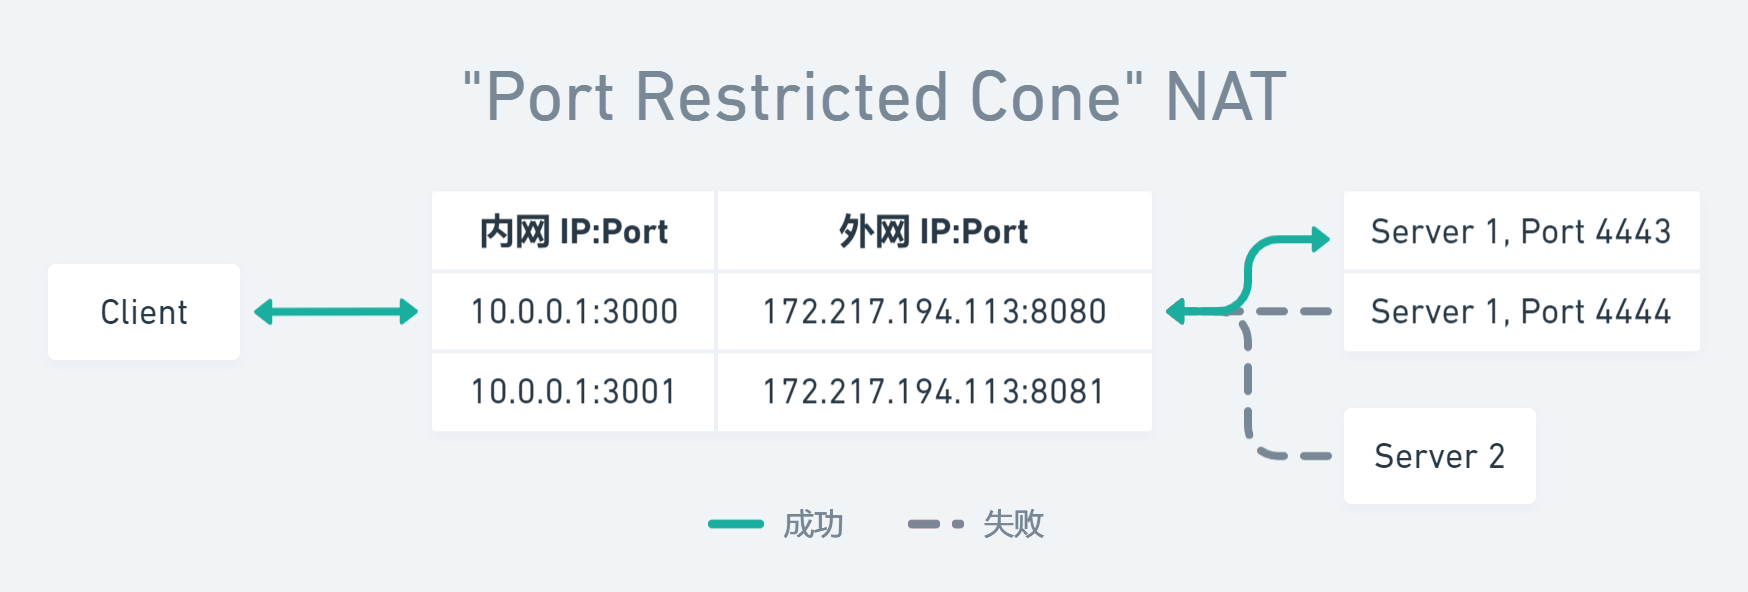 "Port Restricted Cone" NAT
内网 IP:Port
外网 IP:Port
Server 1, Port 4443
Client
10.0.0.1:3000
172.217.194.113:8080
Server 1, Port 4444
10.0.0.1:3001
172.217.194.113:8081
Server 2
成功
失败